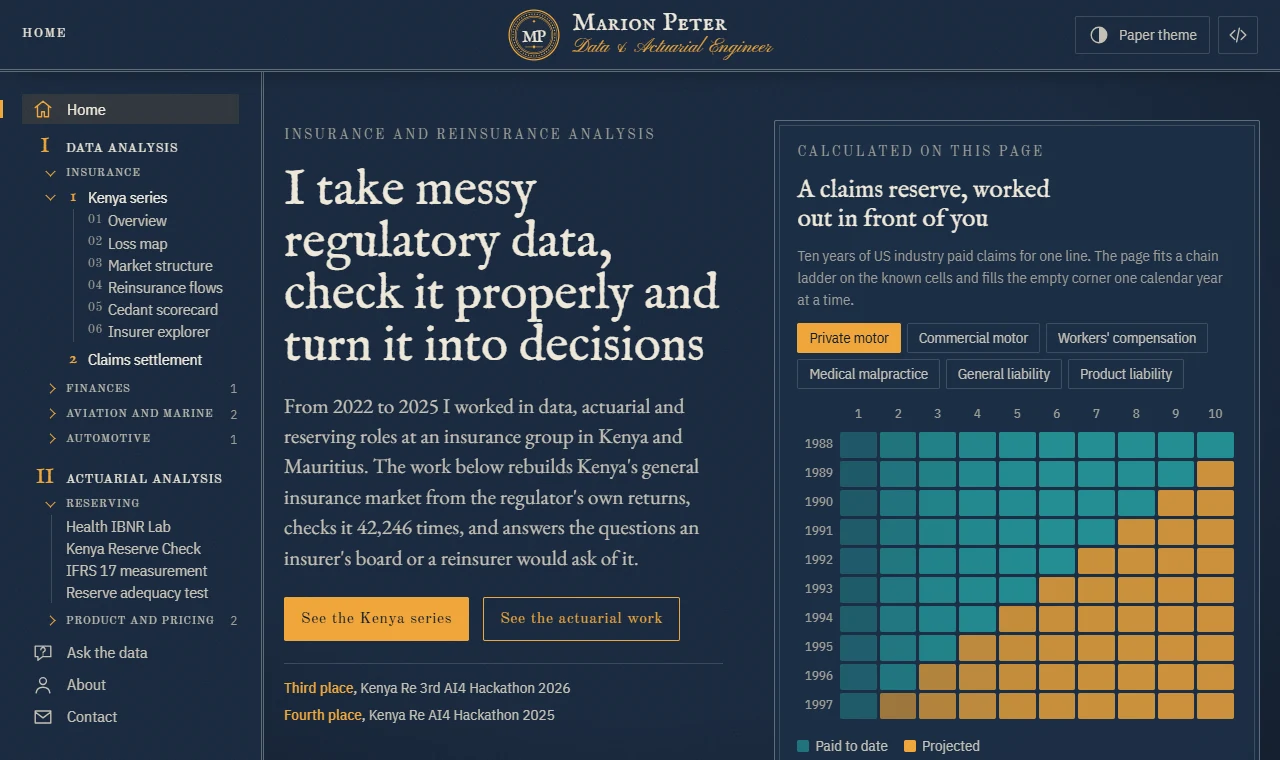 HOME
MP
Marion Peter
Data & Actuarial Engineer
Paper theme
Home
I DATA ANALYSIS
INSURANCE
1 Kenya series
01 Overview
02 Loss map
03 Market structure
04 Reinsurance flows
05 Cedant scorecard
06 Insurer explorer
2 Claims settlement
FINANCES 1
AVIATION AND MARINE 2
AUTOMOTIVE 1
II ACTUARIAL ANALYSIS
RESERVING
Health IBNR Lab
Kenya Reserve Check
IFRS 17 measurement
Reserve adequacy test
PRODUCT AND PRICING 2
Ask the data
About
Contact
INSURANCE AND REINSURANCE ANALYSIS
I take messy
regulatory data,
check it properly and
turn it into decisions
From 2022 to 2025 I worked in data, actuarial and
reserving roles at an insurance group in Kenya and
Mauritius. The work below rebuilds Kenya's general
insurance market from the regulator's own returns,
checks it 42,246 times, and answers the questions an
insurer's board or a reinsurer would ask of it.
See the Kenya series
See the actuarial work
Third place, Kenya Re 3rd AI4 Hackathon 2026
Fourth place, Kenya Re AI4 Hackathon 2025
CALCULATED ON THIS PAGE
A claims reserve, worked
out in front of you
Ten years of US industry paid claims for one line. The page fits a chain
ladder on the known cells and fills the empty corner one calendar year
at a time.
Private motor
Commercial motor
Workers' compensation
Medical malpractice
General liability
Product liability
1 2 3 4 5 6 7 8 9 10
1988
1989
1990
1991
1992
1993
1994
1995
1996
1997
Paid to date
Projected